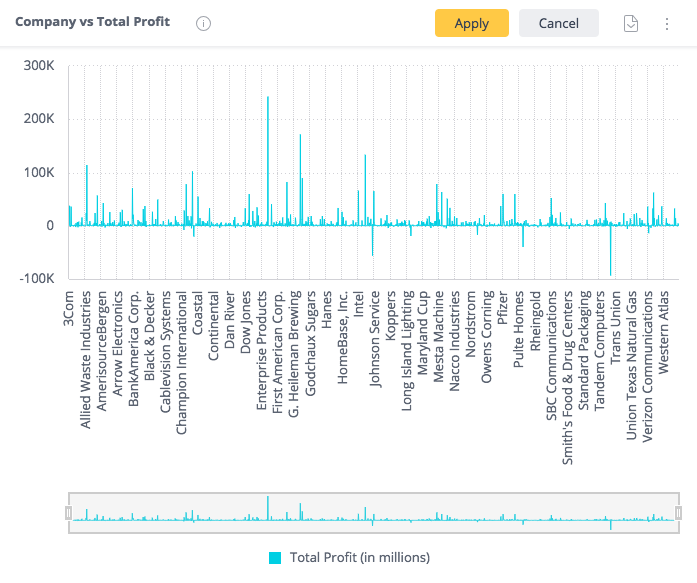 Company vs Total Profit
Apply
Cancel
300K
200K
100K
0
-100K
3Com
Allied Waste Industries
AmerisourceBergen
Arrow Electronics
BankAmerica Corp.
Black & Decker
Cablevision Systems
Champion International
Coastal
Continental
Dan River
Dow Jones
Enterprise Products
First American Corp.
G. Heileman Brewing
Godchaux Sugars
Hanes
HomeBase, Inc.
Intel
Johnson Service
Koppers
Long Island Lighting
Maryland Cup
Mesta Machine
Nacco Industries
Nordstrom
Owens Corning
Pfizer
Pulte Homes
Rheingold
SBC Communications
Smith's Food & Drug Centers
Standard Packaging
Tandem Computers
Trans Union
Union Texas Natural Gas
Verizon Communications
Western Atlas
Total Profit (in millions)